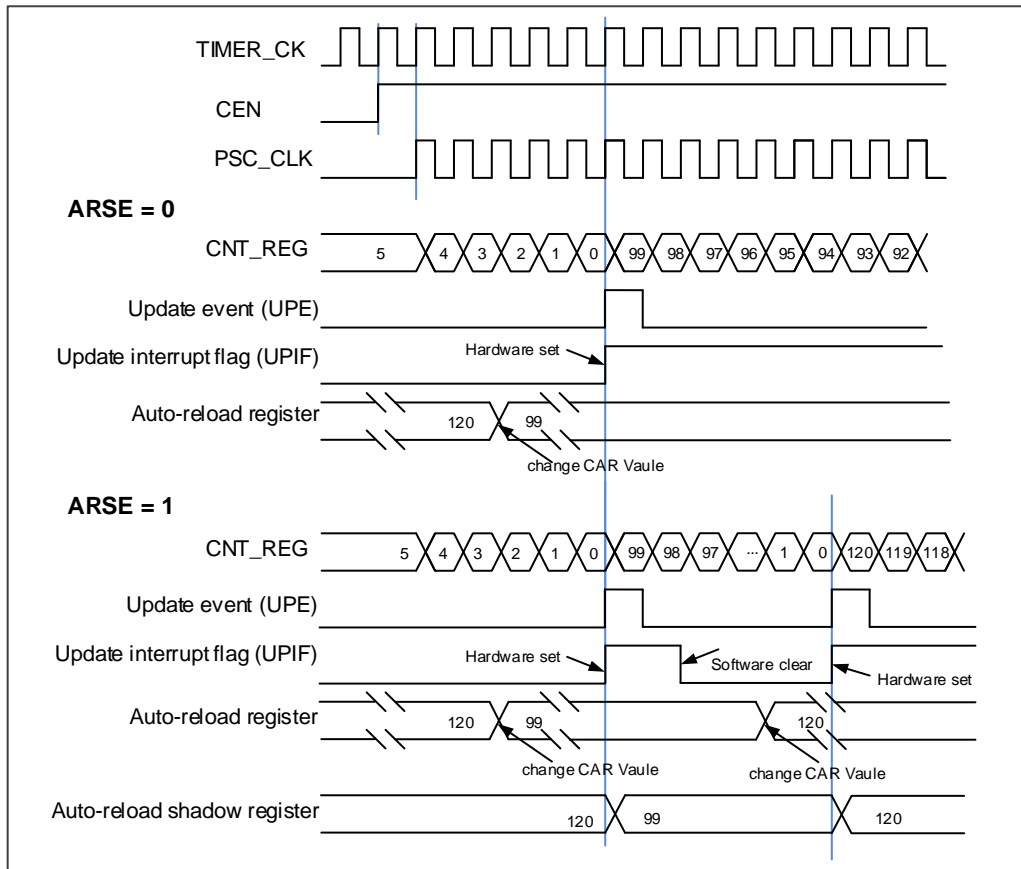 TIMER_CK
CEN
PSC_CLK
ARSE = 0
CNT_REG 5 4 3 2 1 0 99 98 97 96 95 94 93 92
Update event (UPE)
Update interrupt flag (UPIF) Hardware set
Auto-reload register 120 99
change CAR Vaule
ARSE = 1
CNT_REG 5 4 3 2 1 0 99 98 97 ... 1 0 120 119 118
Update event (UPE)
Update interrupt flag (UPIF) Hardware set Software clear Hardware set
Auto-reload register 120 99 120
change CAR Vaule change CAR Vaule
Auto-reload shadow register 120 99 120